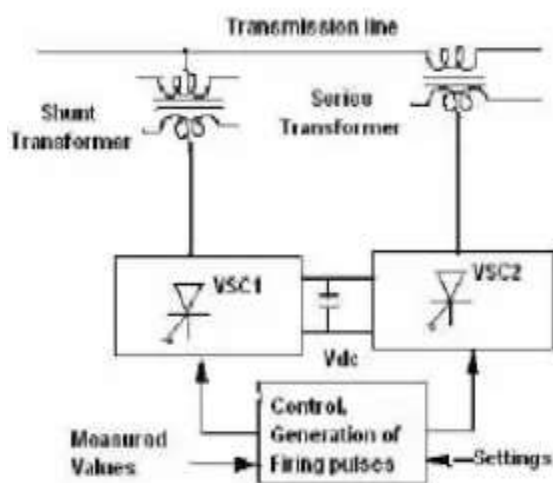 Transmission line
Shunt
Transformer
Series
Transformer
VSC1
VSC2
Vdc
Control,
Generation of
Firing pulses
Measured
Values
Settings